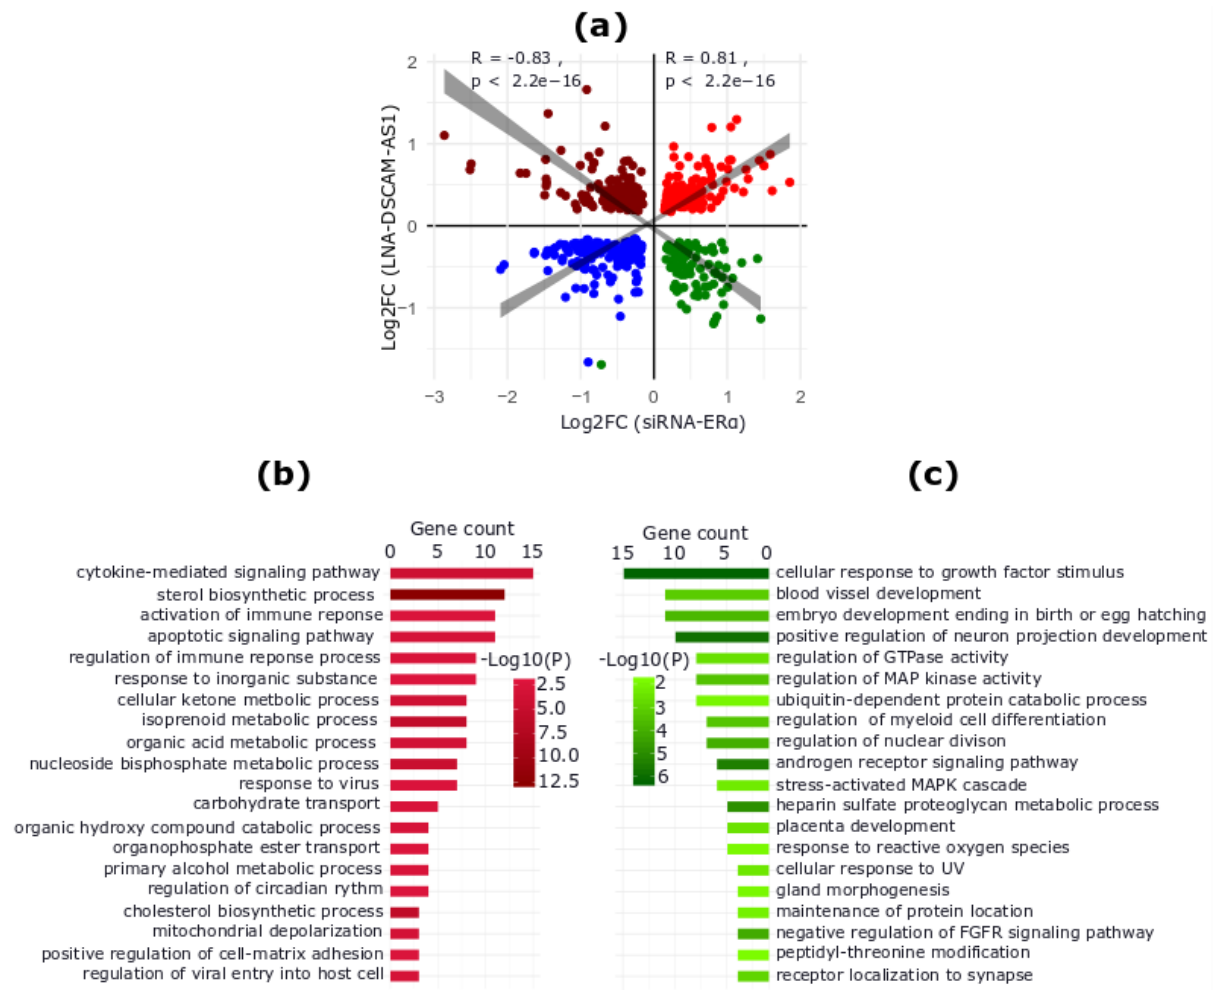 (a)
R = -0.83 ,
p < 2.2e−16
R = 0.81 ,
p < 2.2e−16
Log2FC (LNA-DSCAM-AS1)
2
1
0
−1
−3
−2
−1
0
1
2
Log2FC (siRNA-ERα)
(b)
Gene count
0 5 10 15
cytokine-mediated signaling pathway
sterol biosynthetic process
activation of immune reponse
apoptotic signaling pathway
regulation of immune reponse process
response to inorganic substance
cellular ketone metbolic process
isoprenoid metabolic process
organic acid metabolic process
nucleoside bisphosphate metabolic process
response to virus
carbohydrate transport
organic hydroxy compound catabolic process
organophosphate ester transport
primary alcohol metabolic process
regulation of circadian rythm
cholesterol biosynthetic process
mitochondrial depolarization
positive regulation of cell-matrix adhesion
regulation of viral entry into host cell
-Log10(P)
2.5
5.0
7.5
10.0
12.5
(c)
Gene count
15 10 5 0
-Log10(P)
2
3
4
5
6
cellular response to growth factor stimulus
blood vissel development
embryo development ending in birth or egg hatching
positive regulation of neuron projection development
regulation of GTPase activity
regulation of MAP kinase activity
ubiquitin-dependent protein catabolic process
regulation of myeloid cell differentiation
regulation of nuclear divison
androgen receptor signaling pathway
stress-activated MAPK cascade
heparin sulfate proteoglycan metabolic process
placenta development
response to reactive oxygen species
cellular response to UV
gland morphogenesis
maintenance of protein location
negative regulation of FGFR signaling pathway
peptidyl-threonine modification
receptor localization to synapse